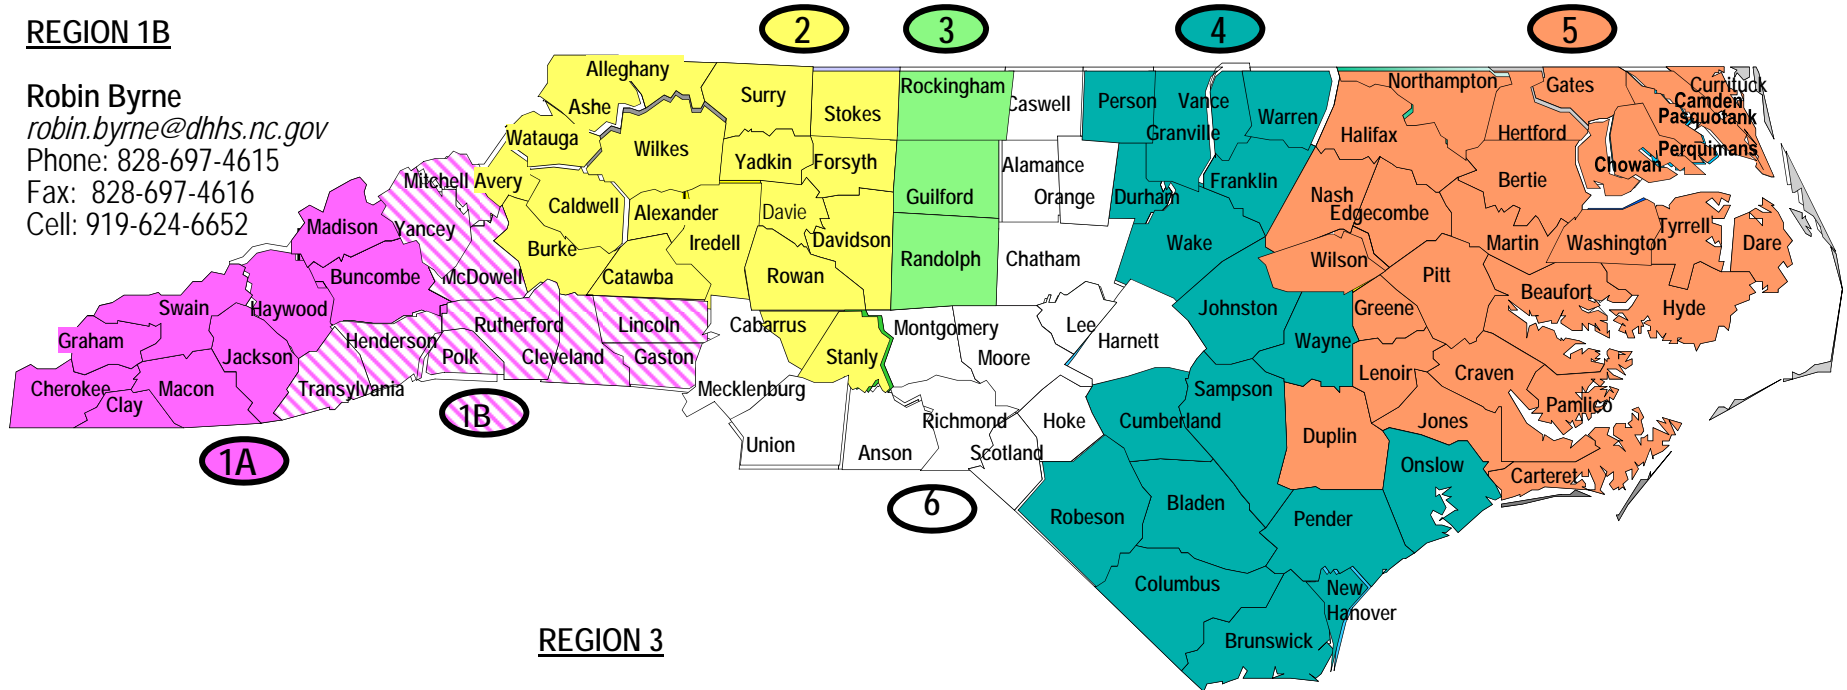 REGION 1B
Robin Byrne
robin.byrne@dhhs.nc.gov
Phone: 828-697-4615
Fax:  828-697-4616
Cell: 919-624-6652
2
3
4
5
Alleghany
Ashe
Surry
Stokes
Rockingham
Caswell
Person
Vance
Granville
Warren
Northampton
Gates
Currituck
Camden
Pasquotank
Perquimans
Chowan
Hertford
Halifax
Watauga
Wilkes
Yadkin
Forsyth
Guilford
Alamance
Orange
Durham
Franklin
Nash
Edgecombe
Bertie
Mitchell
Avery
Caldwell
Alexander
Davie
Iredell
Davidson
Randolph
Chatham
Wake
Wilson
Martin
Washington
Tyrrell
Dare
Madison
Yancey
Burke
McDowell
Catawba
Rowan
Buncombe
Haywood
Swain
Graham
Jackson
Cherokee
Clay
Macon
Henderson
Transylvania
Polk
Rutherford
Cleveland
Lincoln
Gaston
Cabarrus
Stanly
Mecklenburg
Union
Anson
Montgomery
Moore
Lee
Harnett
Richmond
Scotland
Hoke
Johnston
Wayne
Greene
Pitt
Beaufort
Hyde
Lenoir
Craven
Pamlico
Jones
Carteret
Sampson
Cumberland
Duplin
Onslow
Robeson
Bladen
Pender
Columbus
New
Hanover
Brunswick
1A
1B
6
REGION 3